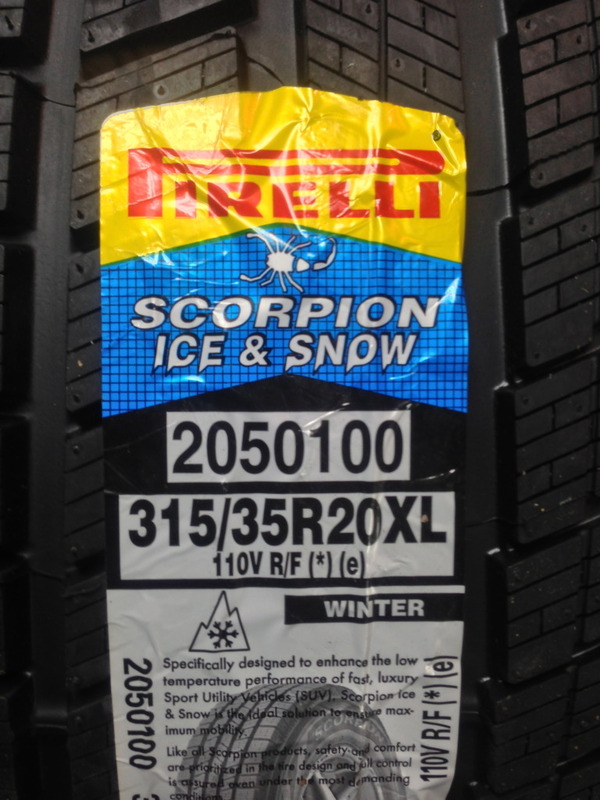 PIRELLI
SCORPION
ICE & SNOW
2050100
315/35R20XL
110V R/F (*) (e)
WINTER
Specifically designed to enhance the low
temperature performance of fast, luxury
Sport Utility Vehicles (SUV), Scorpion Ice
& Snow is the ideal solution to ensure max-
imum mobility.
Like all Scorpion products, safety and comfort
are prioritized in the tire design and full control
is assured even under the most demanding
conditions
2050100
110V R/F (*) (e)